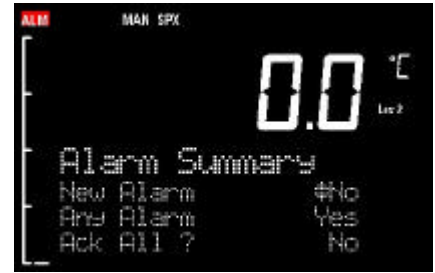 ALM MAN SPX
0.0 °C
Alarm Summary
New Alarm No
Any Alarm Yes
Ack All ? No